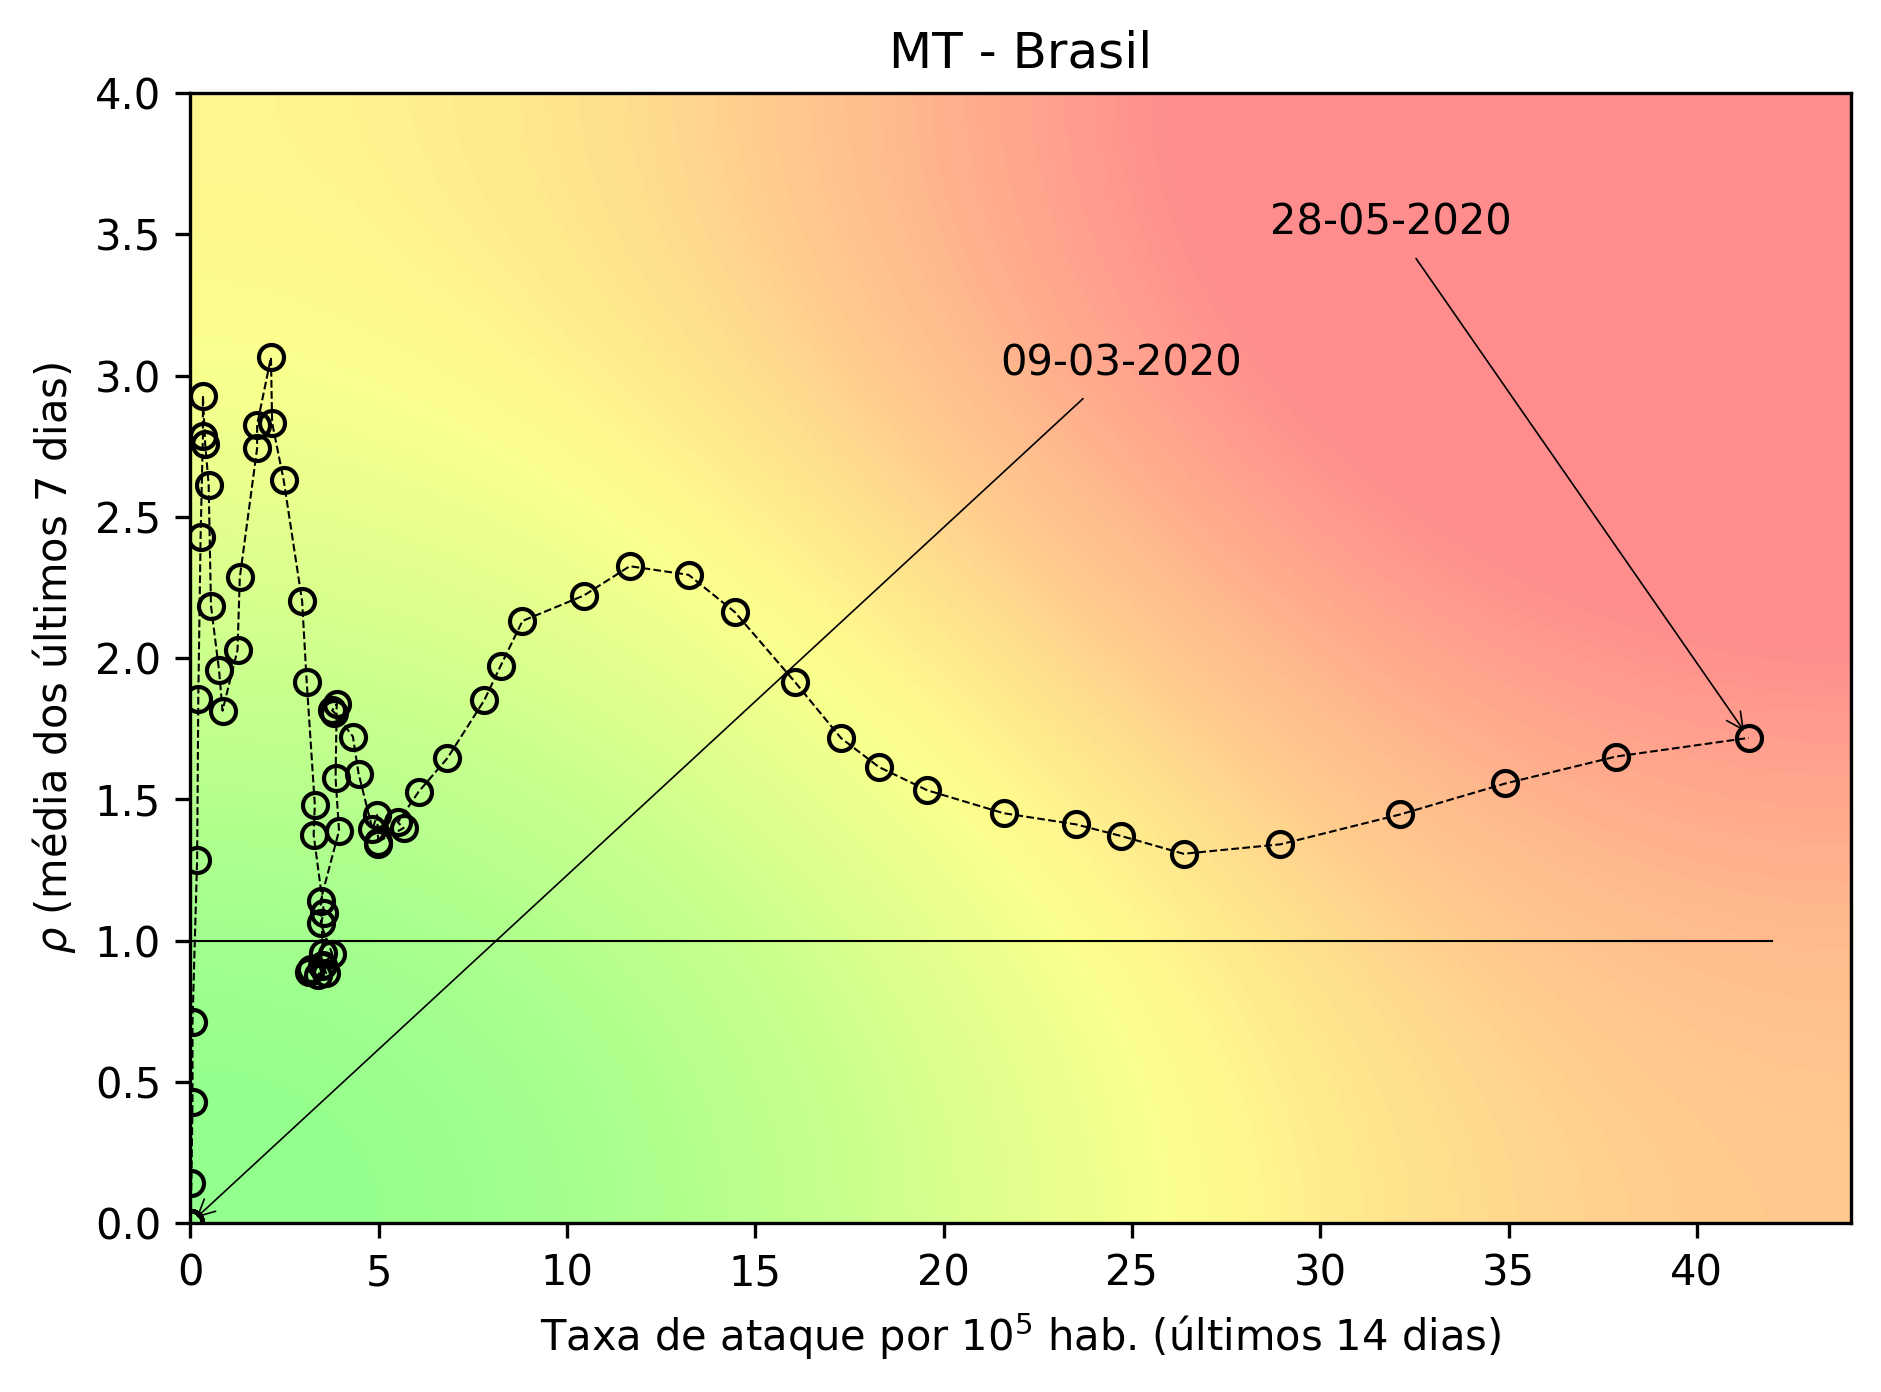 MT - Brasil
4.0
3.5
3.0
2.5
2.0
1.5
1.0
0.5
0.0
ρ (média dos últimos 7 dias)
28-05-2020
09-03-2020
0 5 10 15 20 25 30 35 40
Taxa de ataque por 10⁵ hab. (últimos 14 dias)